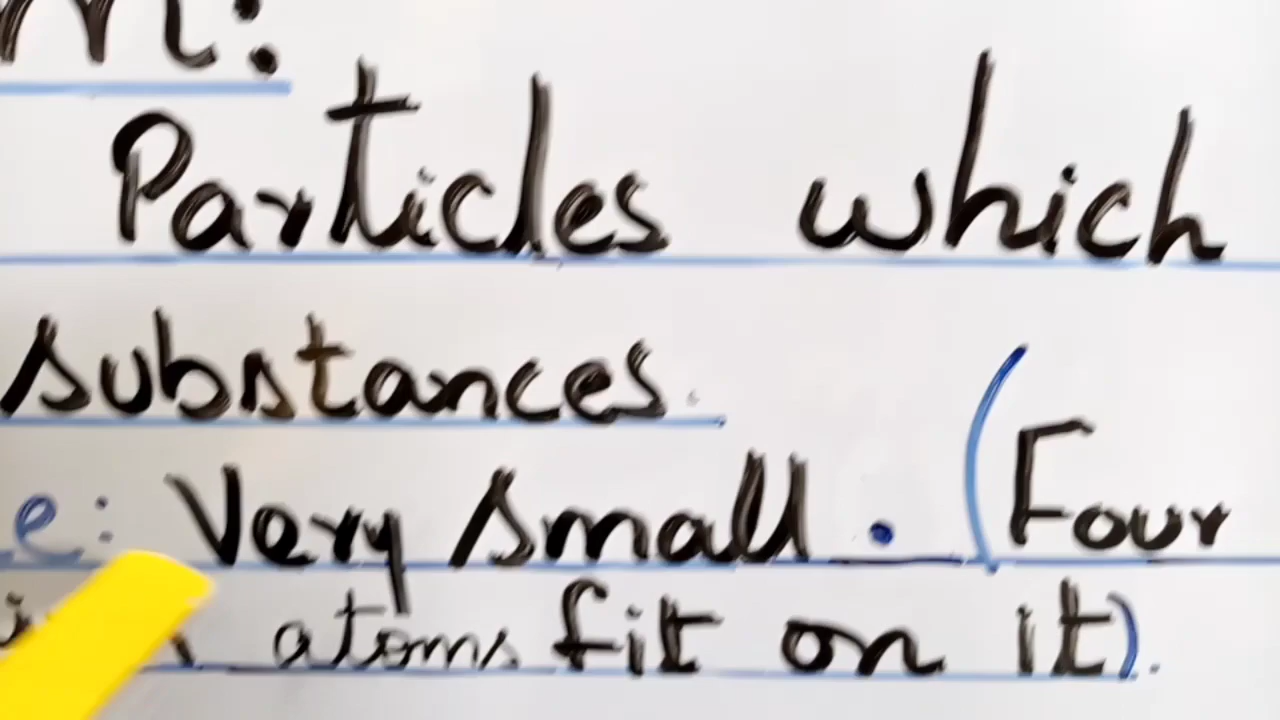 m:
Particles which
substances.
e: Very small. (Four
atoms fit on it).